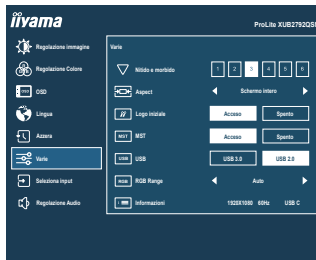 iiyama
ProLite XUB2792QSU
Regolazione immagine
Varie
Regolazione Colore
Nitido e morbido
1 2 3 4 5 6
OSD
Aspect
Schermo intero
Lingua
Logo iniziale
Acceso
Spento
Azzera
MST
MST
Acceso
Spento
Varie
USB
USB
USB 3.0
USB 2.0
Seleziona input
RGB
RGB Range
Auto
Regolazione Audio
Informazioni
1920X1080 60Hz USB C